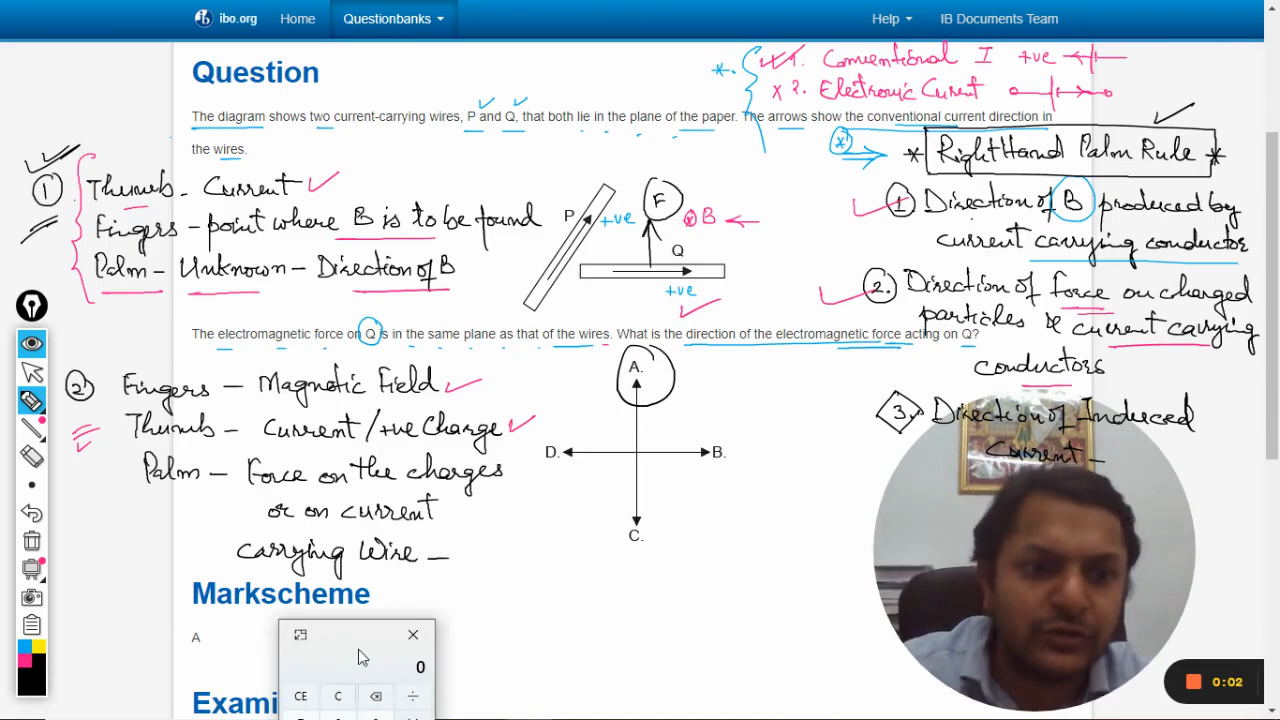 ibo.org Home Questionbanks Help IB Documents Team
Question
*. 1. Conventional I +ve
x 2. Electronic Current
The diagram shows two current-carrying wires, P and Q, that both lie in the plane of the paper. The arrows show the conventional current direction in
the wires.
* Right Hand Palm Rule *
① Thumb - Current
Fingers - point where B is to be found
Palm - Unknown - Direction of B
P +ve F B
Q
+ve
① Direction of B produced by
current carrying conductor
2. Direction of force on charged
particles & current carrying
conductors
3. Direction of Induced
Current -
The electromagnetic force on Q is in the same plane as that of the wires. What is the direction of the electromagnetic force acting on Q?
② Fingers - Magnetic Field
Thumb - Current/+ve Charge
Palm - Force on the charges
or on current
carrying Wire -
A.
D. B.
C.
Markscheme
A
0
CE C ÷
Exami
0:02